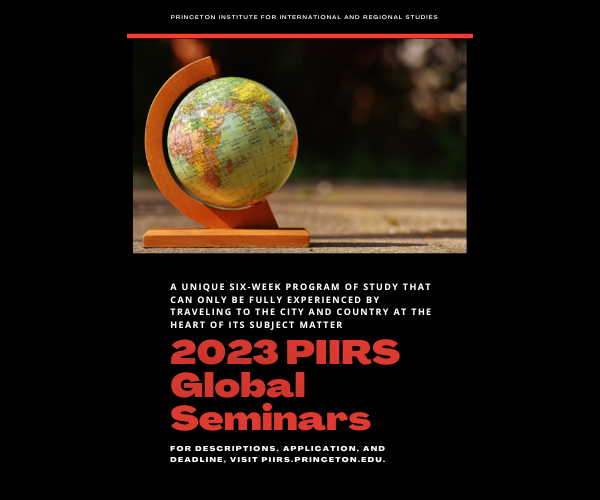 PRINCETON INSTITUTE FOR INTERNATIONAL AND REGIONAL STUDIES
A UNIQUE SIX-WEEK PROGRAM OF STUDY THAT
CAN ONLY BE FULLY EXPERIENCED BY
TRAVELING TO THE CITY AND COUNTRY AT THE
HEART OF ITS SUBJECT MATTER
2023 PIIRS
Global
Seminars
FOR DESCRIPTIONS, APPLICATION, AND
DEADLINE, VISIT PIIRS.PRINCETON.EDU.